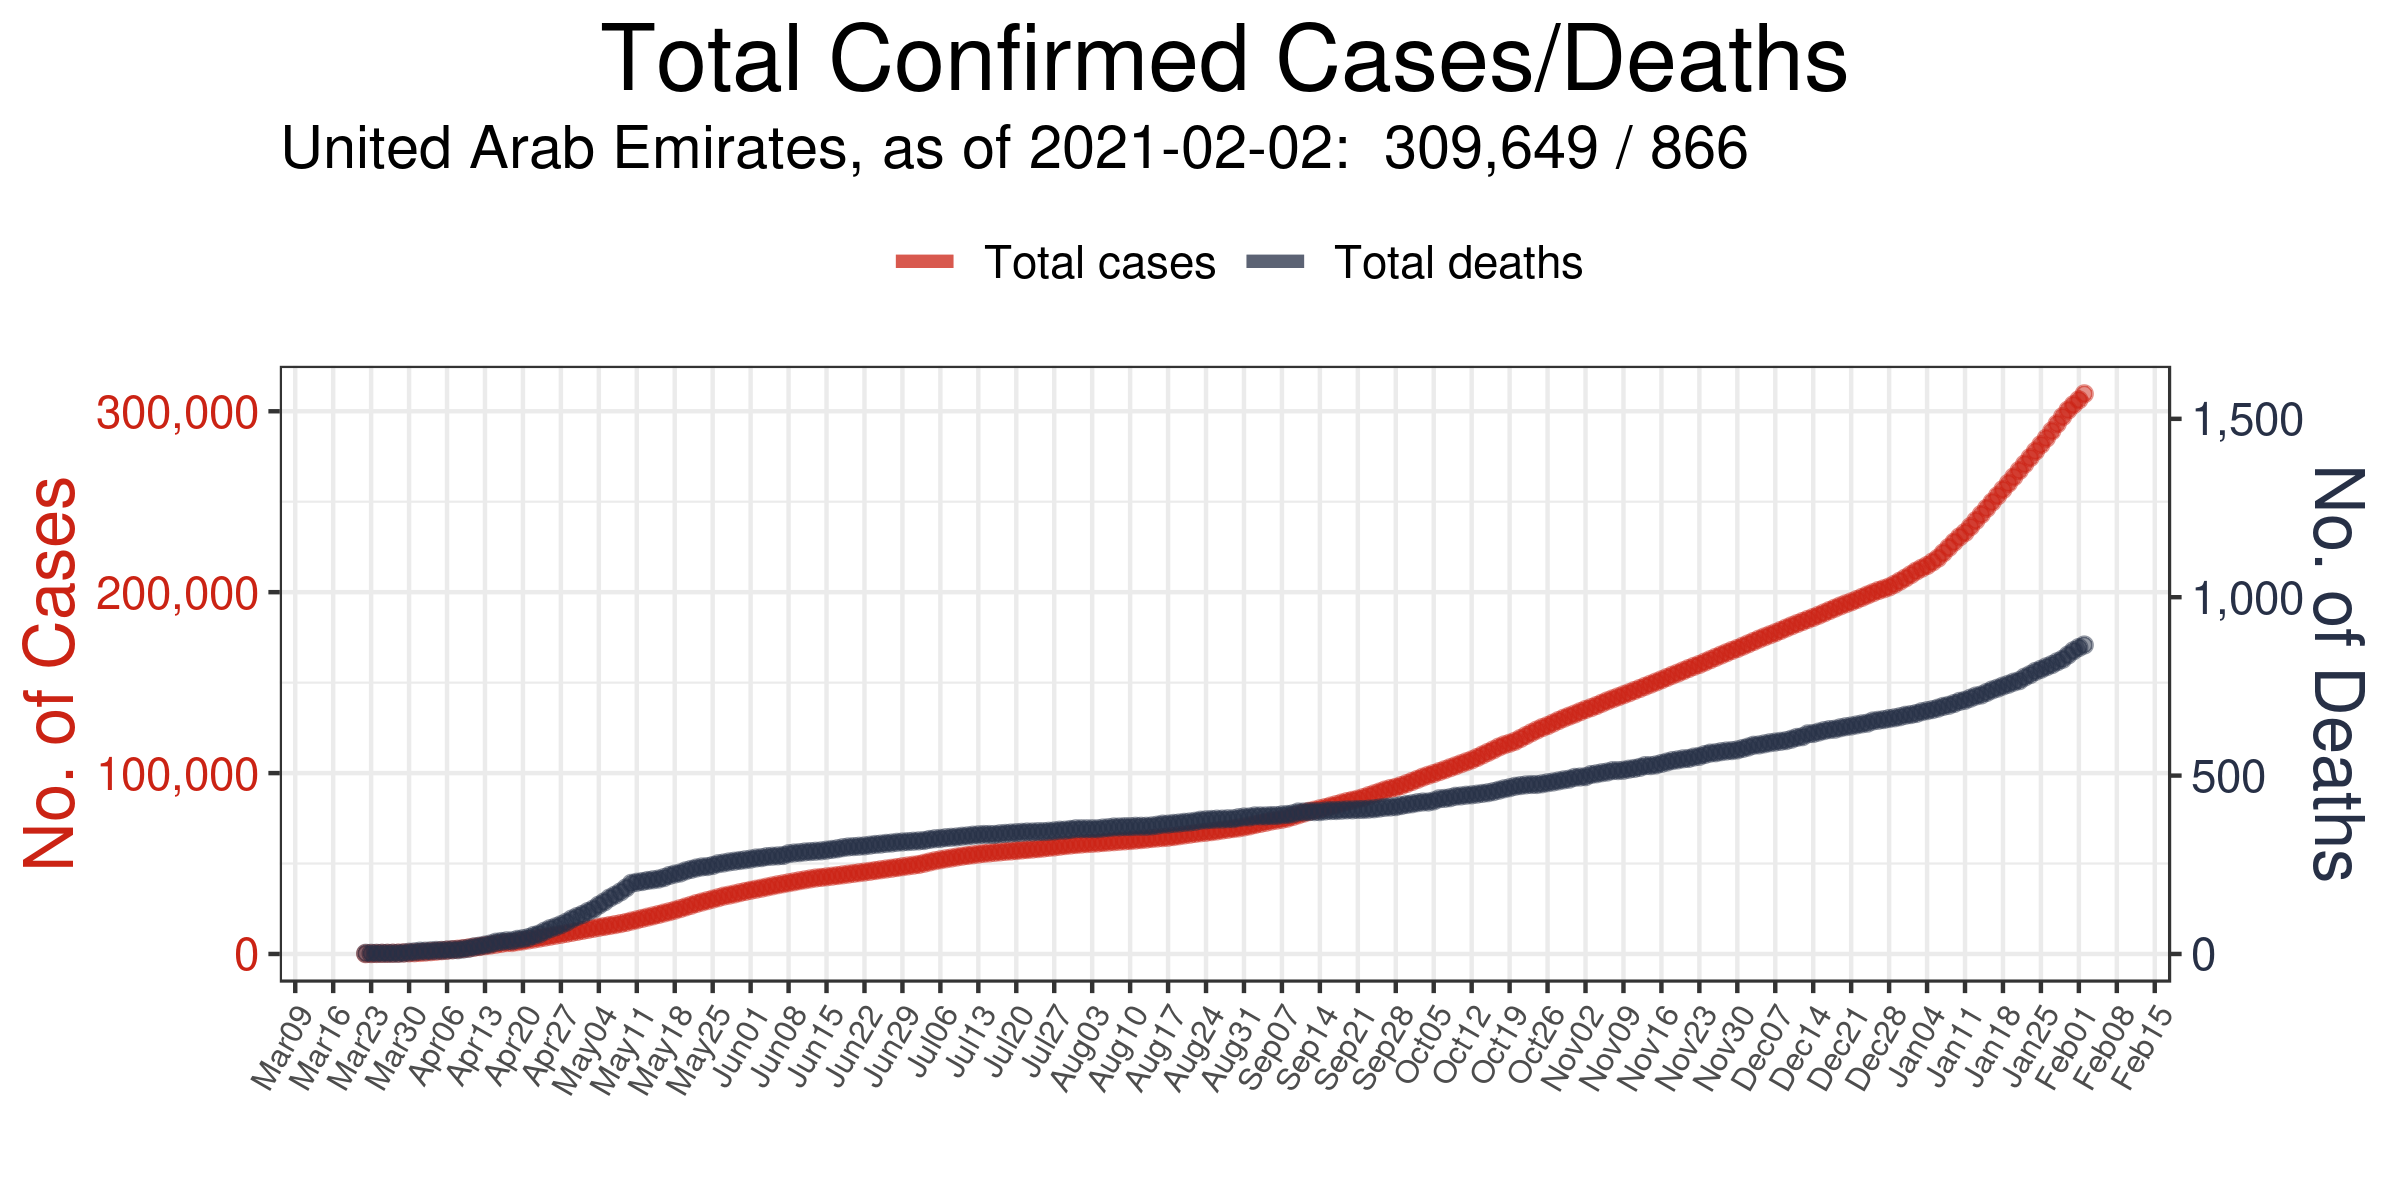 Total Confirmed Cases/Deaths
United Arab Emirates, as of 2021-02-02:  309,649 / 866
Total cases
Total deaths
No. of Cases
300,000
200,000
100,000
0
1,500
1,000
500
0
No. of Deaths
Mar09
Mar16
Mar23
Mar30
Apr06
Apr13
Apr20
Apr27
May04
May11
May18
May25
Jun01
Jun08
Jun15
Jun22
Jun29
Jul06
Jul13
Jul20
Jul27
Aug03
Aug10
Aug17
Aug24
Aug31
Sep07
Sep14
Sep21
Sep28
Oct05
Oct12
Oct19
Oct26
Nov02
Nov09
Nov16
Nov23
Nov30
Dec07
Dec14
Dec21
Dec28
Jan04
Jan11
Jan18
Jan25
Feb01
Feb08
Feb15